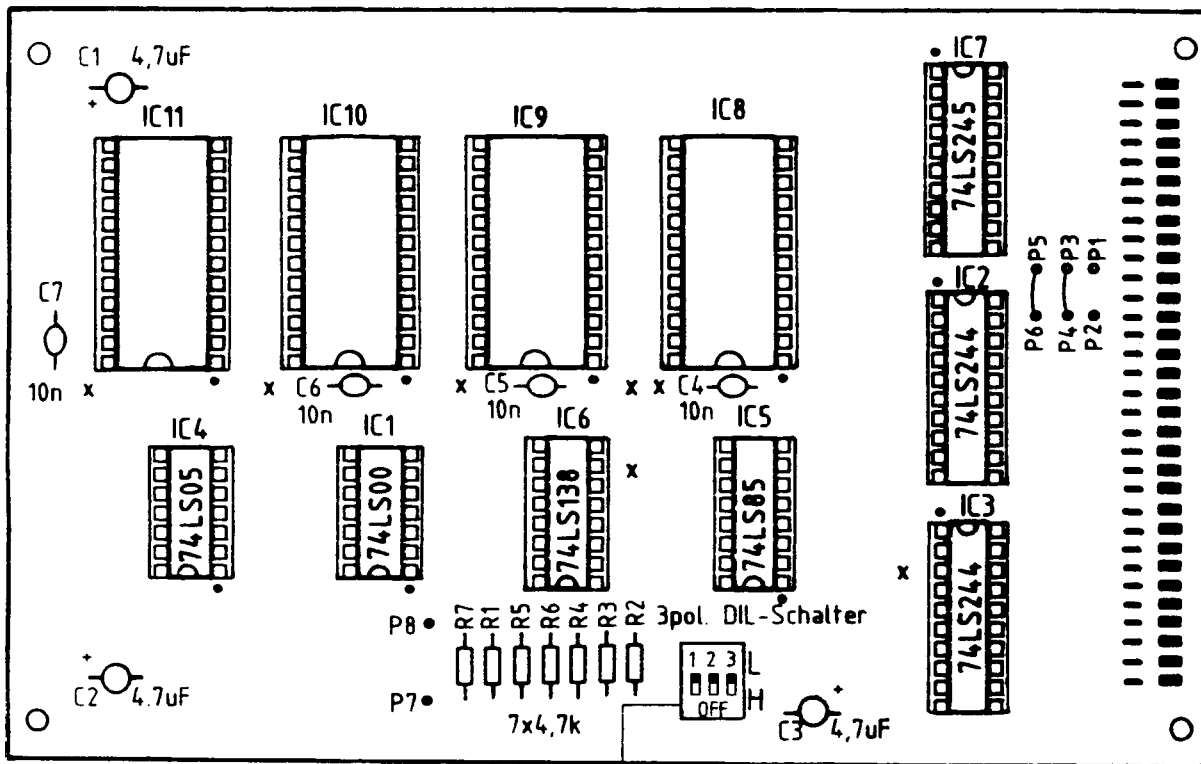 C1 4,7uF
+
IC11
IC10
IC9
IC8
IC7
74LS245
C7
10n
x
x
C6
10n
x
C5
10n
x
x
C4
10n
P5
P3
P1
P6
P4
P2
IC2
74LS244
IC4
74LS05
IC1
74LS00
IC6
74LS138
x
IC5
74LS85
IC3
74LS244
x
P8
R7
R1
R5
R6
R4
R3
R2
3pol. DIL-Schalter
1 2 3
L
H
OFF
P7
7x4,7k
+
C2 4.7uF
+
C3 4,7uF